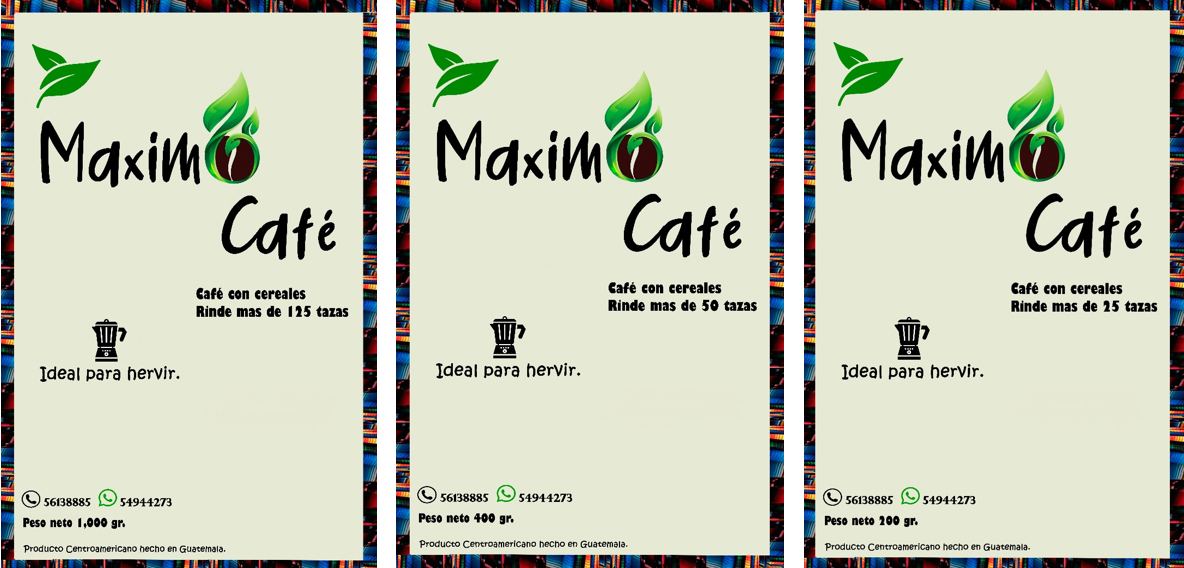 Maximo
Café
Café con cereales
Rinde mas de 125 tazas
Ideal para hervir.
56138885 54944273
Peso neto 1,000 gr.
Producto Centroamericano hecho en Guatemala.
Maximo
Café
Café con cereales
Rinde mas de 50 tazas
Ideal para hervir.
56138885 54944273
Peso neto 400 gr.
Producto Centroamericano hecho en Guatemala.
Maximo
Café
Café con cereales
Rinde mas de 25 tazas
Ideal para hervir.
56138885 54944273
Peso neto 200 gr.
Producto Centroamericano hecho en Guatemala.